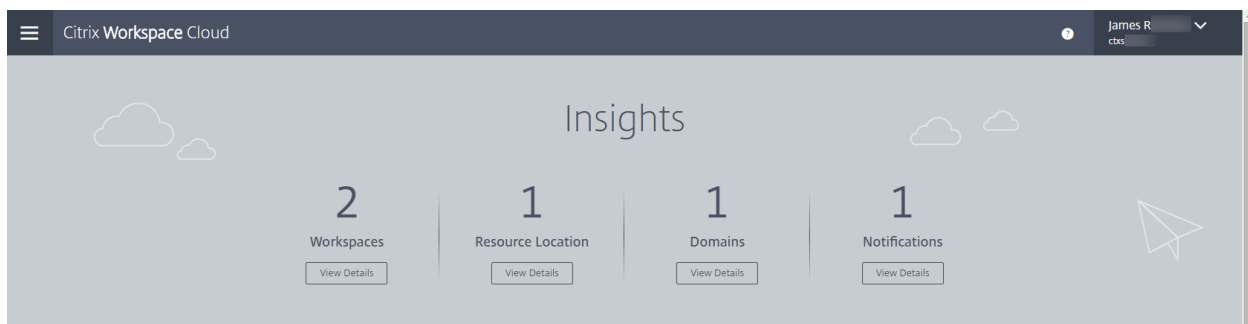 Citrix Workspace Cloud
?
James R
ctxs
Insights
2
Workspaces
View Details
1
Resource Location
View Details
1
Domains
View Details
1
Notifications
View Details